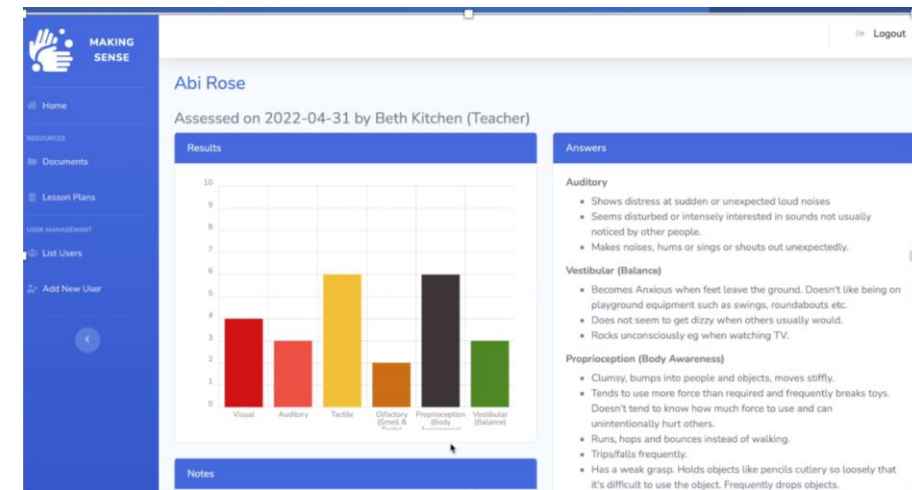 MAKING
SENSE
Logout
Home
RESOURCES
Documents
Lesson Plans
USER MANAGEMENT
List Users
Add New User
Abi Rose
Assessed on 2022-04-31 by Beth Kitchen (Teacher)
Results
10
9
8
7
6
5
4
3
2
1
0
Visual
Auditory
Tactile
Olfactory
(Smell &
Taste)
Proprioception
(Body
Awareness)
Vestibular
(Balance)
Notes
Answers
Auditory
Shows distress at sudden or unexpected loud noises
Seems disturbed or intensely interested in sounds not usually
noticed by other people.
Makes noises, hums or sings or shouts out unexpectedly.
Vestibular (Balance)
Becomes Anxious when feet leave the ground. Doesn't like being on
playground equipment such as swings, roundabouts etc.
Does not seem to get dizzy when others usually would.
Rocks unconsciously eg when watching TV.
Proprioception (Body Awareness)
Clumsy, bumps into people and objects, moves stiffly.
Tends to use more force than required and frequently breaks toys.
Doesn't tend to know how much force to use and can
unintentionally hurt others.
Runs, hops and bounces instead of walking.
Trips/falls frequently.
Has a weak grasp. Holds objects like pencils cutlery so loosely that
it's difficult to use the object. Frequently drops objects.